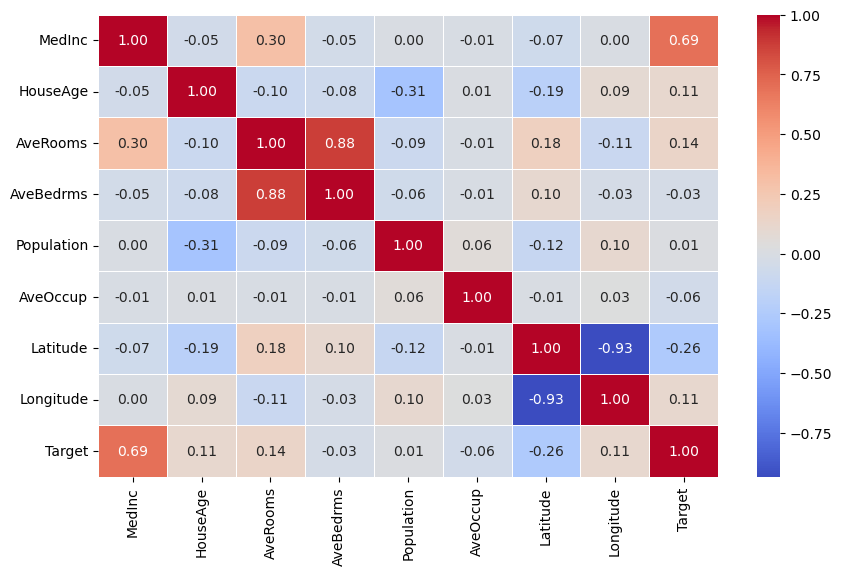 MedInc 1.00 -0.05 0.30 -0.05 0.00 -0.01 -0.07 0.00 0.69
HouseAge -0.05 1.00 -0.10 -0.08 -0.31 0.01 -0.19 0.09 0.11
AveRooms 0.30 -0.10 1.00 0.88 -0.09 -0.01 0.18 -0.11 0.14
AveBedrms -0.05 -0.08 0.88 1.00 -0.06 -0.01 0.10 -0.03 -0.03
Population 0.00 -0.31 -0.09 -0.06 1.00 0.06 -0.12 0.10 0.01
AveOccup -0.01 0.01 -0.01 -0.01 0.06 1.00 -0.01 0.03 -0.06
Latitude -0.07 -0.19 0.18 0.10 -0.12 -0.01 1.00 -0.93 -0.26
Longitude 0.00 0.09 -0.11 -0.03 0.10 0.03 -0.93 1.00 0.11
Target 0.69 0.11 0.14 -0.03 0.01 -0.06 -0.26 0.11 1.00
MedInc HouseAge AveRooms AveBedrms Population AveOccup Latitude Longitude Target
1.00
0.75
0.50
0.25
0.00
−0.25
−0.50
−0.75